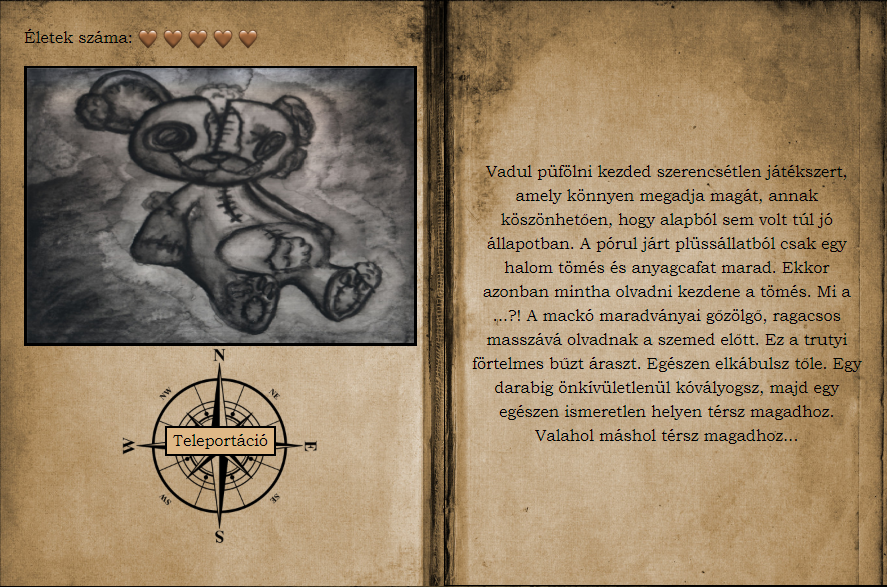 Életek száma:
N
NW
NE
W
Teleportáció
E
SW
SE
S
Vadul püfölni kezded szerencsétlen játékszert,
amely könnyen megadja magát, annak
köszönhetően, hogy alapból sem volt túl jó
állapotban. A pórul járt plüssállatból csak egy
halom tömés és anyagcafat marad. Ekkor
azonban mintha olvadni kezdene a tömés. Mi a
...?! A mackó maradványai gőzölgő, ragacsos
masszává olvadnak a szemed előtt. Ez a trutyi
förtelmes bűzt áraszt. Egészen elkábulsz tőle. Egy
darabig önkívületlenül kóvályogsz, majd egy
egészen ismeretlen helyen térsz magadhoz.
Valahol máshol térsz magadhoz...